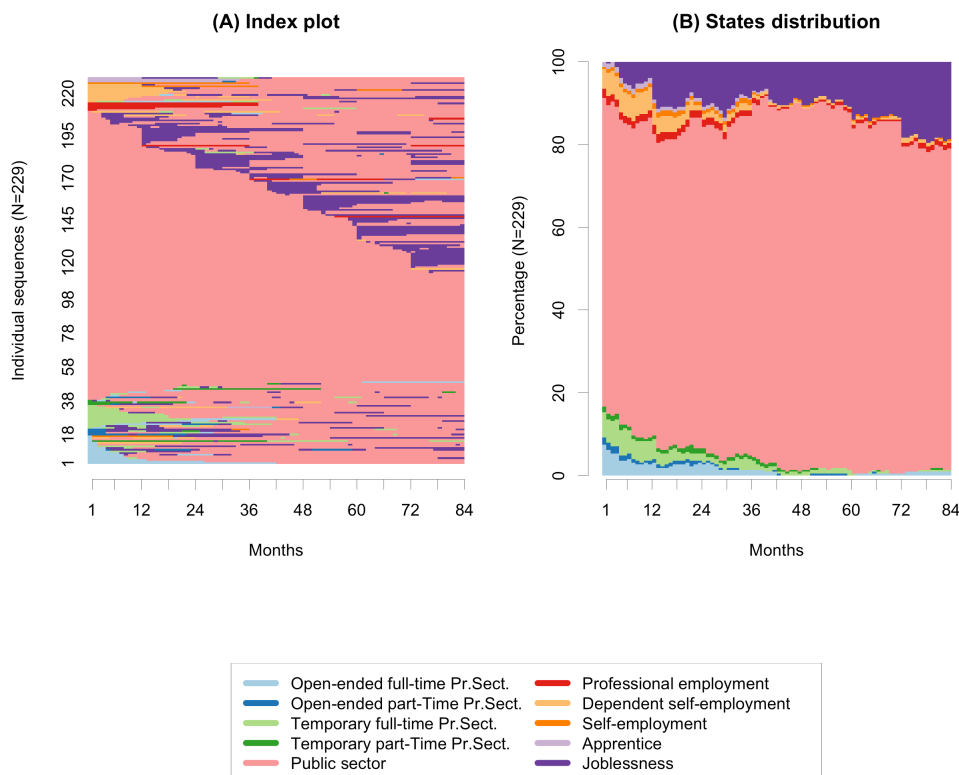 (A) Index plot
Individual sequences (N=229)
220
195
170
145
120
98
78
58
38
18
1
1 12 24 36 48 60 72 84
Months
(B) States distribution
Percentage (N=229)
100
80
60
40
20
0
1 12 24 36 48 60 72 84
Months
Open-ended full-time Pr.Sect.
Open-ended part-Time Pr.Sect.
Temporary full-time Pr.Sect.
Temporary part-Time Pr.Sect.
Public sector
Professional employment
Dependent self-employment
Self-employment
Apprentice
Joblessness